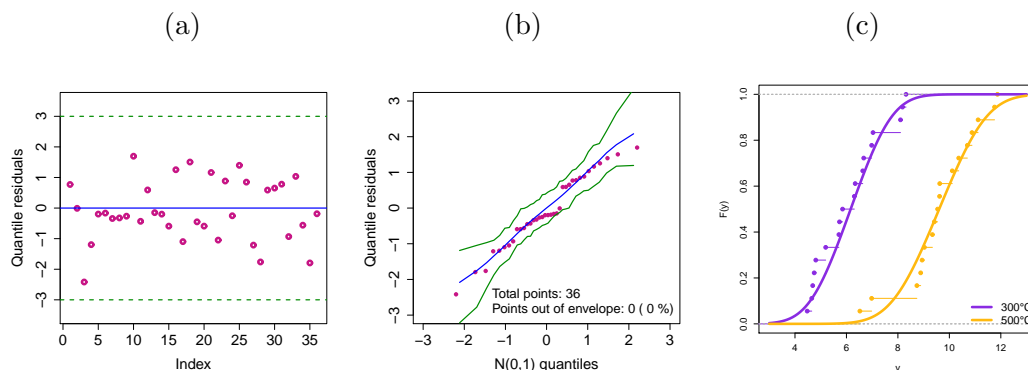 (a)
(b)
(c)
Quantile residuals
3
2
1
0
-1
-2
-3
0 5 10 15 20 25 30 35
Index
Quantile residuals
3
2
1
0
-1
-2
-3
Total points: 36
Points out of envelope: 0 ( 0 %)
-3 -2 -1 0 1 2 3
N(0,1) quantiles
F(y)
1.0
0.8
0.6
0.4
0.2
0.0
300°C
500°C
4 6 8 10 12